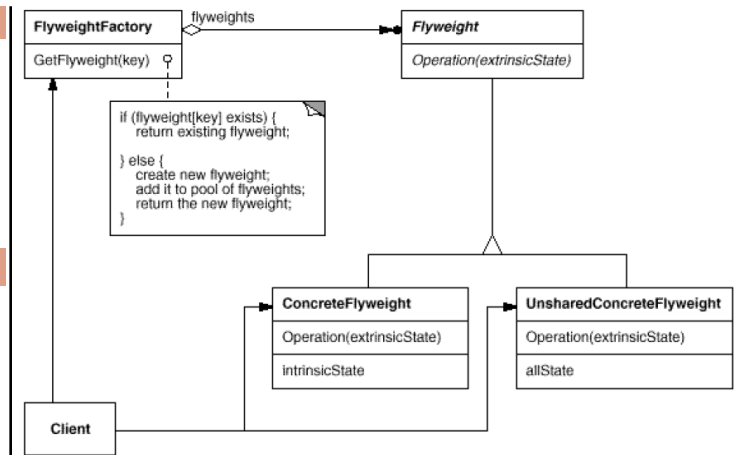 FlyweightFactory
flyweights
Flyweight
GetFlyweight(key)
Operation(extrinsicState)
if (flyweight[key] exists) {
return existing flyweight;
} else {
create new flyweight;
add it to pool of flyweights;
return the new flyweight;
}
ConcreteFlyweight
Operation(extrinsicState)
intrinsicState
UnsharedConcreteFlyweight
Operation(extrinsicState)
allState
Client